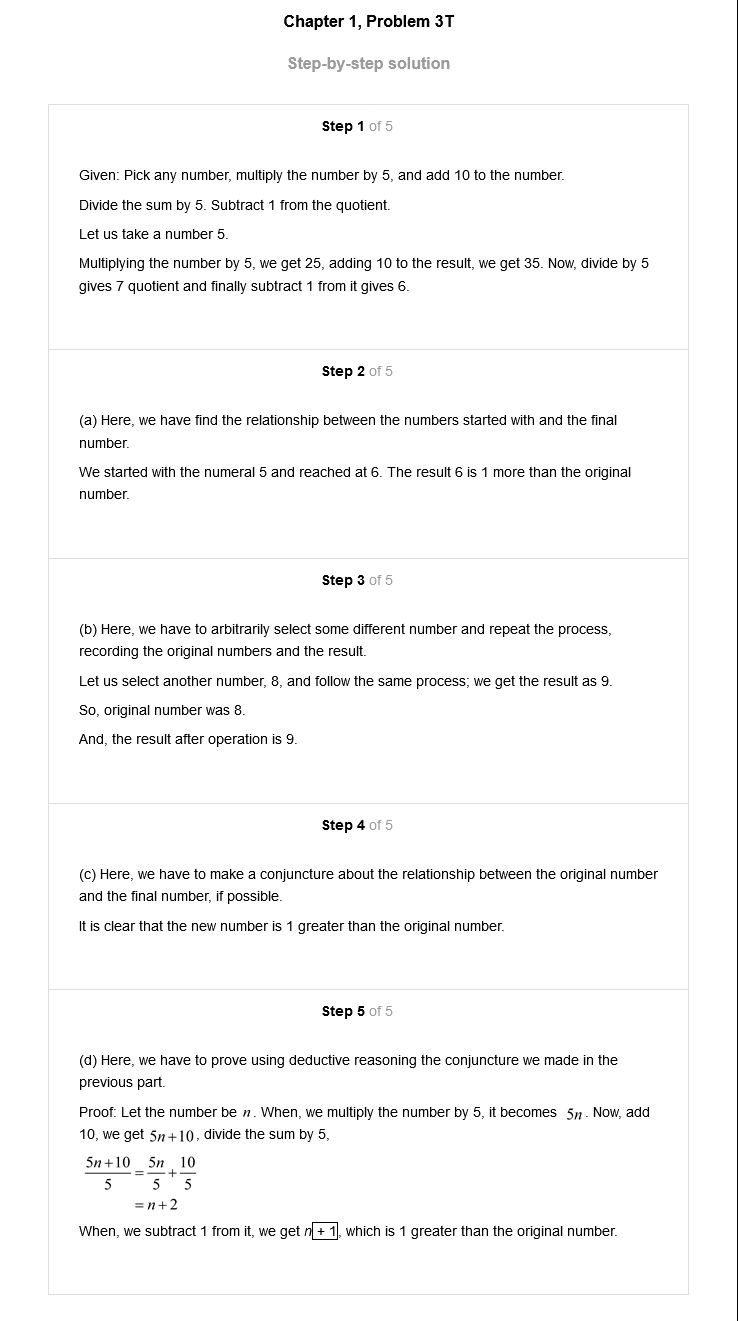 Chapter 1, Problem 3T
Step-by-step solution
Step 1 of 5
Given: Pick any number, multiply the number by 5, and add 10 to the number.
Divide the sum by 5. Subtract 1 from the quotient.
Let us take a number 5.
Multiplying the number by 5, we get 25, adding 10 to the result, we get 35. Now, divide by 5
gives 7 quotient and finally subtract 1 from it gives 6.
Step 2 of 5
(a) Here, we have find the relationship between the numbers started with and the final
number.
We started with the numeral 5 and reached at 6. The result 6 is 1 more than the original
number.
Step 3 of 5
(b) Here, we have to arbitrarily select some different number and repeat the process,
recording the original numbers and the result.
Let us select another number, 8, and follow the same process; we get the result as 9.
So, original number was 8.
And, the result after operation is 9.
Step 4 of 5
(c) Here, we have to make a conjuncture about the relationship between the original number
and the final number, if possible.
It is clear that the new number is 1 greater than the original number.
Step 5 of 5
(d) Here, we have to prove using deductive reasoning the conjuncture we made in the
previous part.
Proof: Let the number be n. When, we multiply the number by 5, it becomes 5n. Now, add
10, we get 5n+10, divide the sum by 5,
(5n+10)/5 = 5n/5 + 10/5
= n+2
When, we subtract 1 from it, we get n + 1, which is 1 greater than the original number.